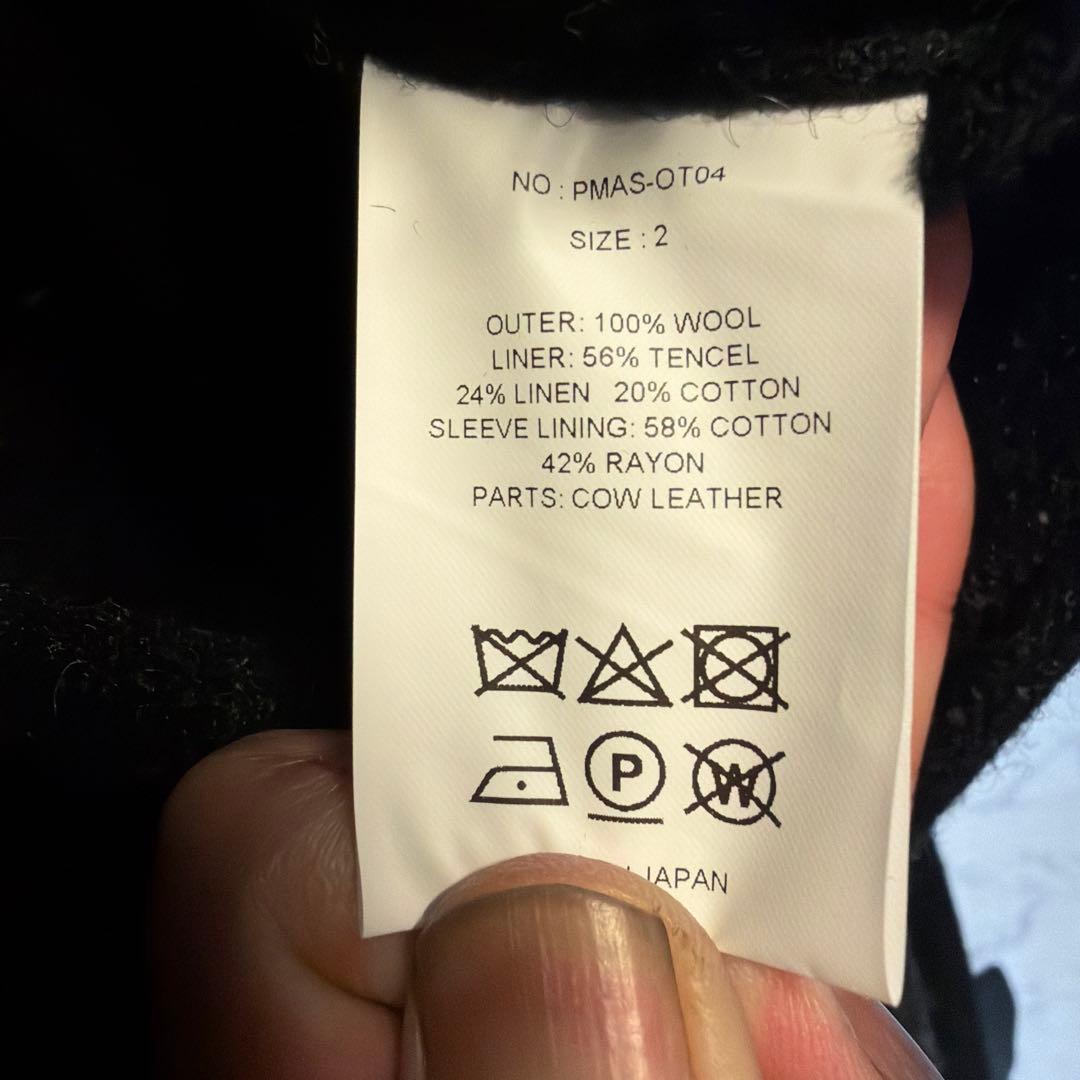 NO : PMAS-OT04
SIZE : 2
OUTER: 100% WOOL
LINER: 56% TENCEL
24% LINEN 20% COTTON
SLEEVE LINING: 58% COTTON
42% RAYON
PARTS: COW LEATHER
P W
JAPAN